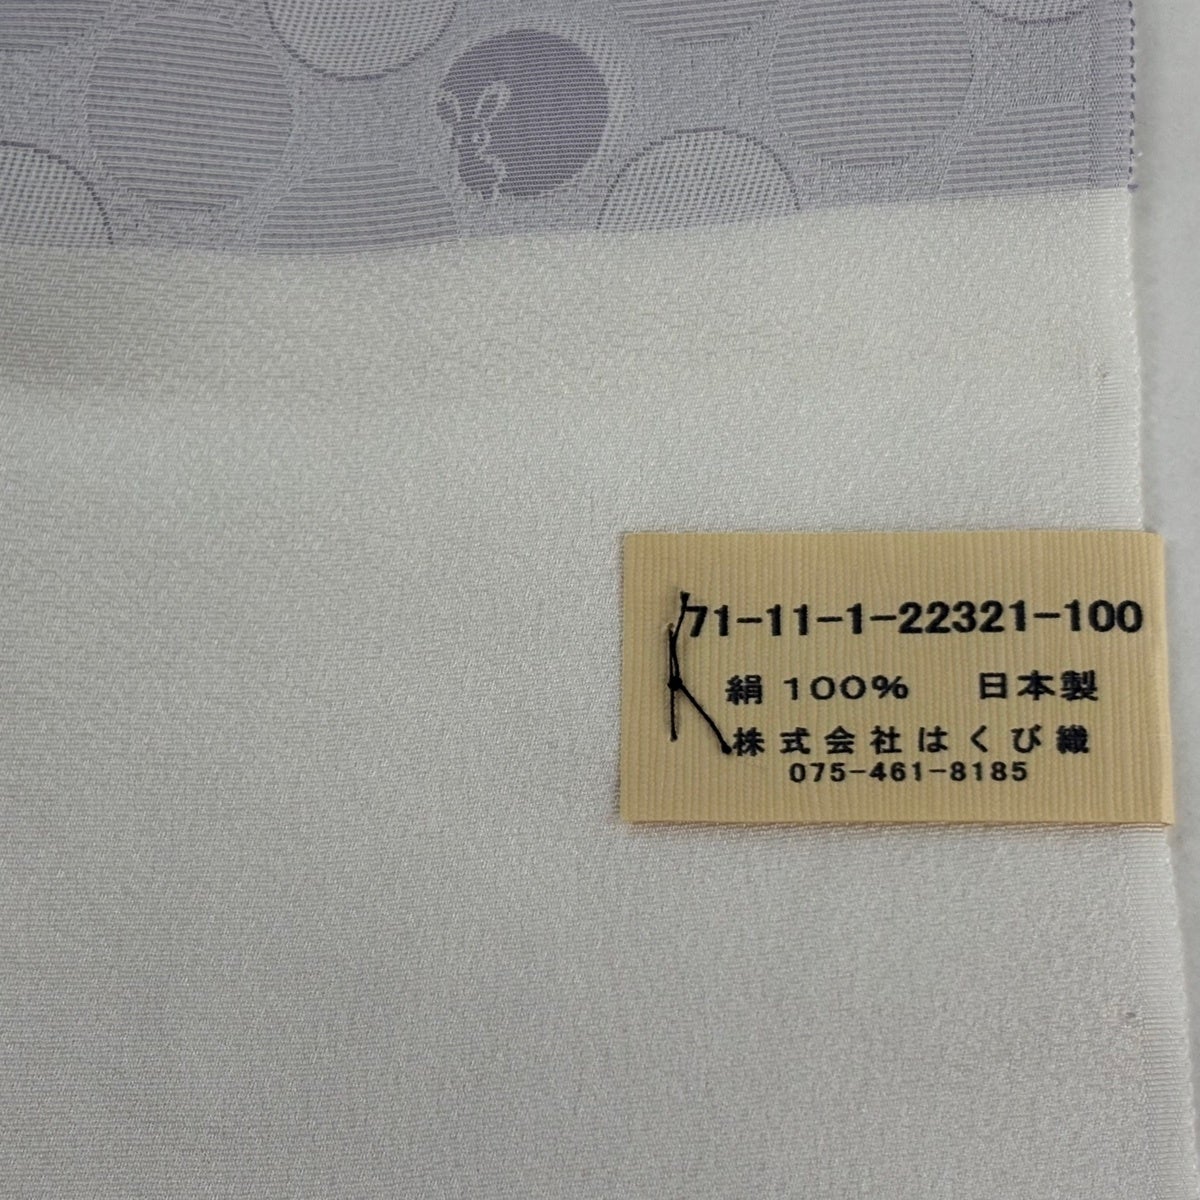 71-11-1-22321-100
絹 100% 日本製
株式会社はくび織
075-461-8185